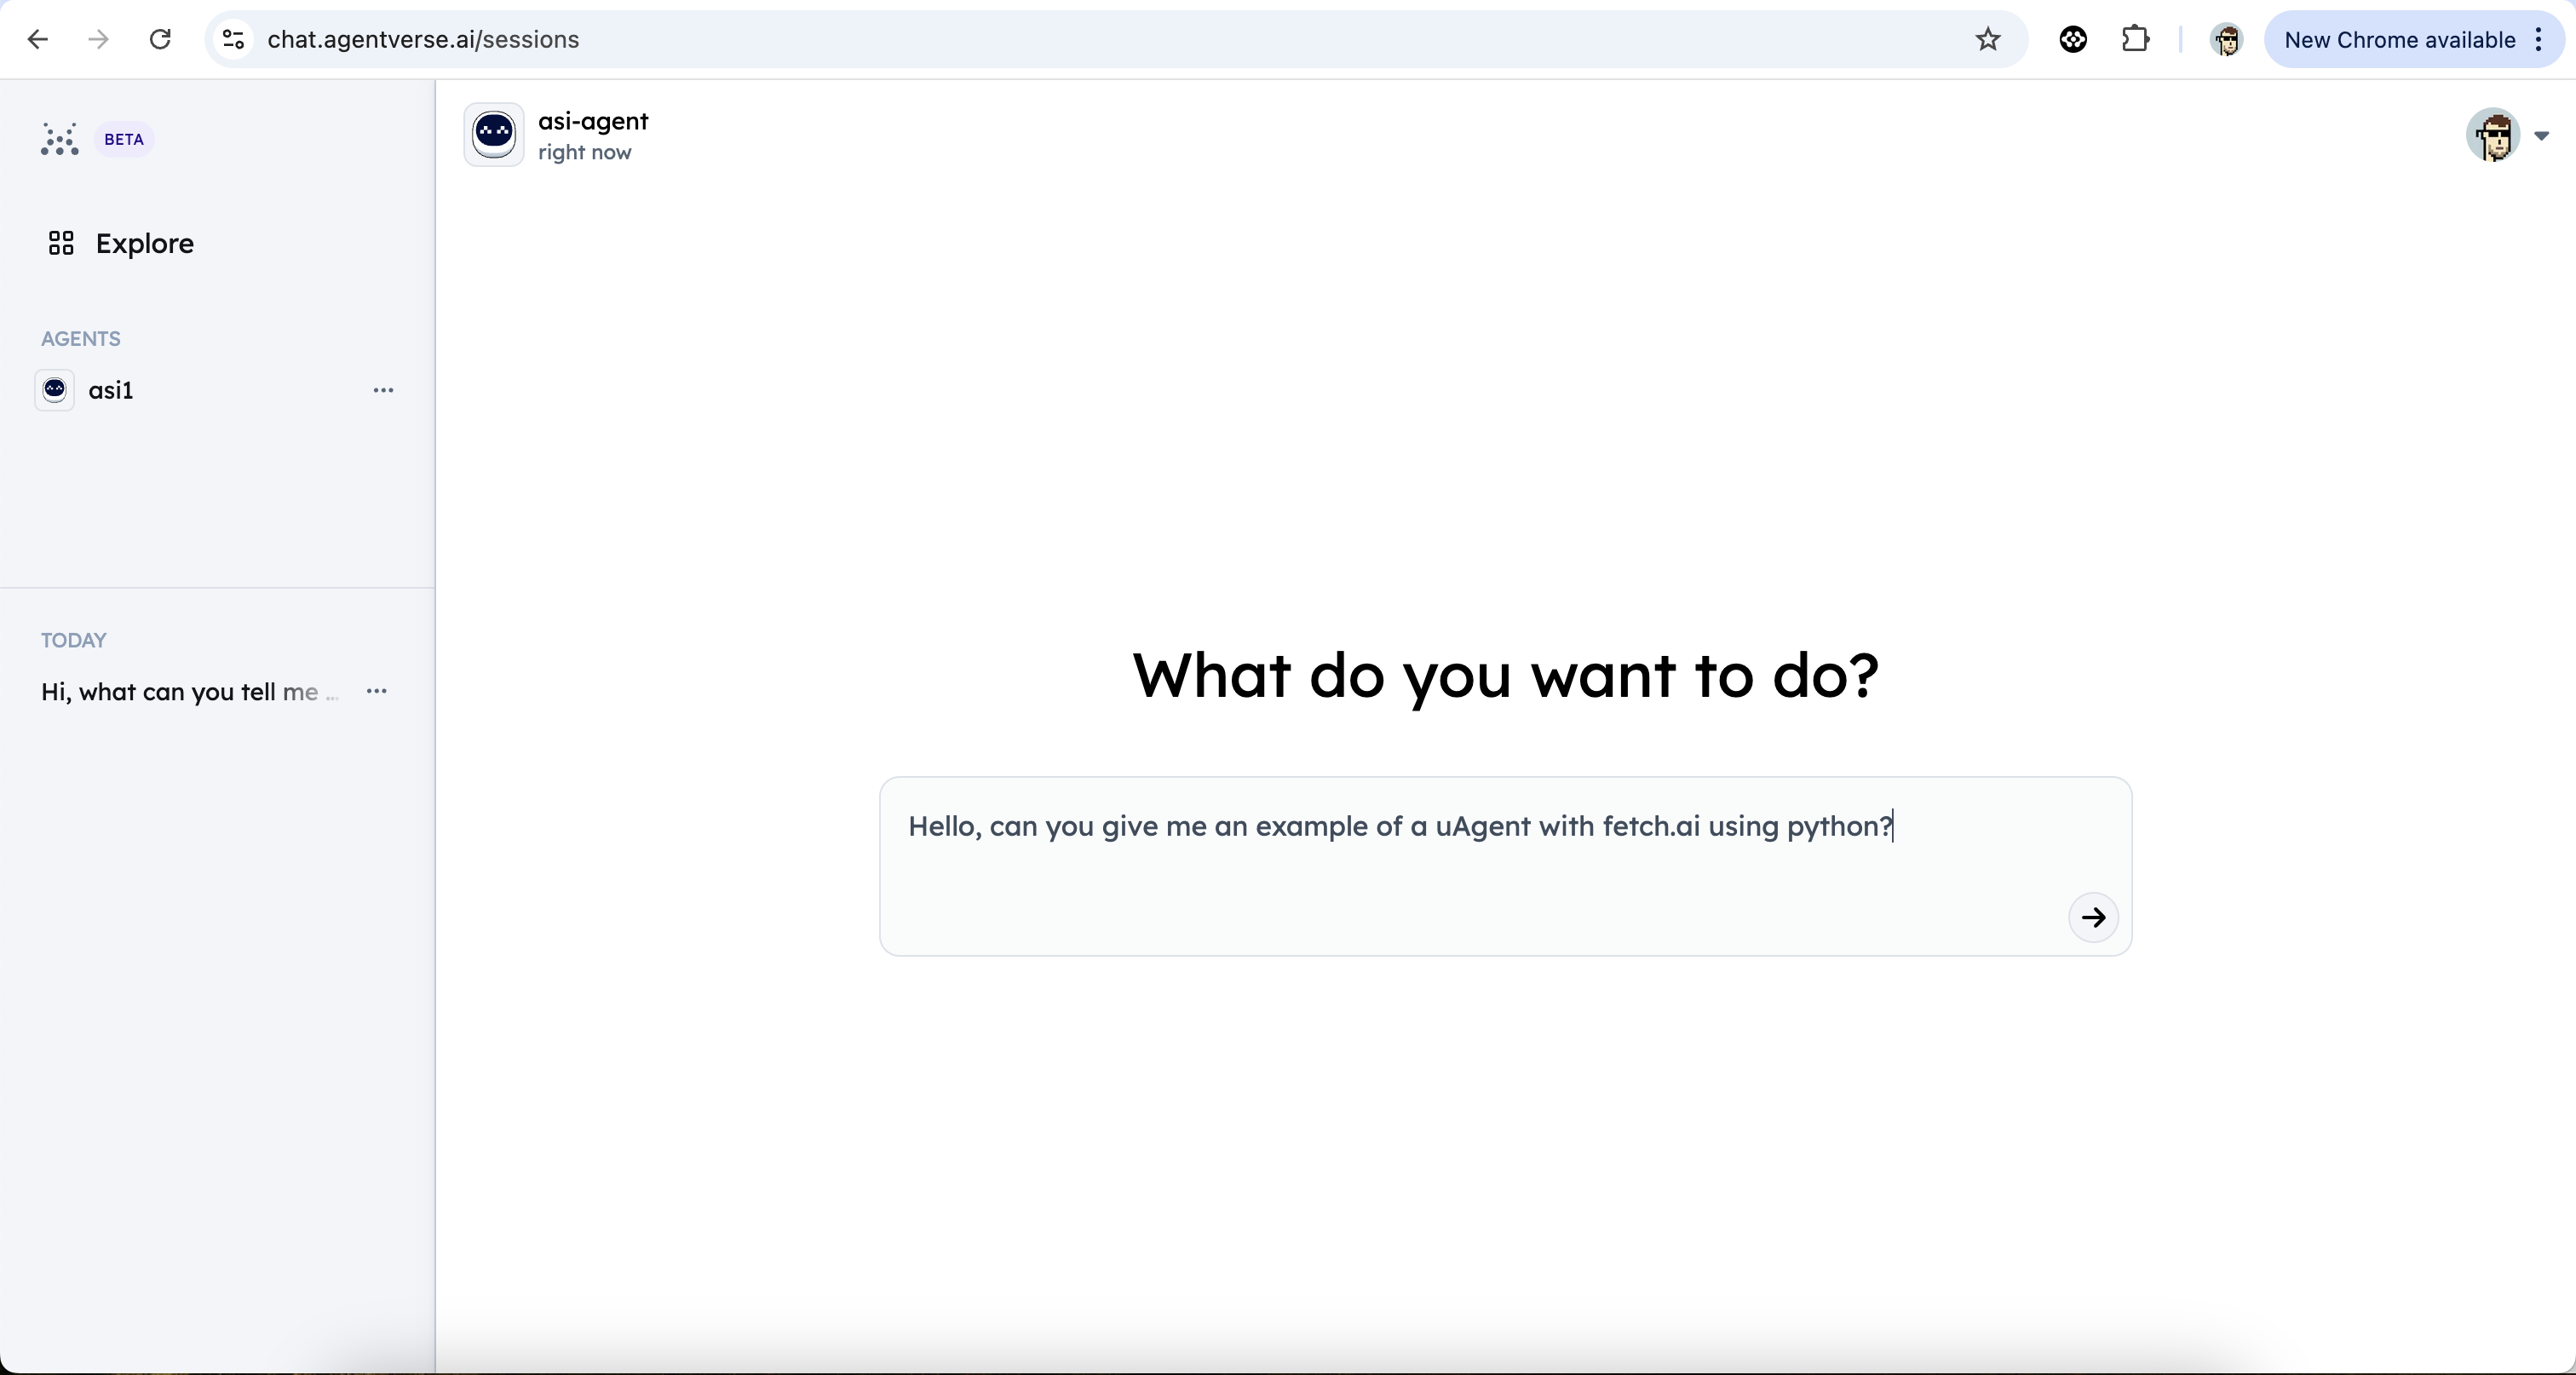 chat.agentverse.ai/sessions
New Chrome available
BETA
Explore
AGENTS
asi1
TODAY
Hi, what can you tell me ...
asi-agent
right now
What do you want to do?
Hello, can you give me an example of a uAgent with fetch.ai using python?